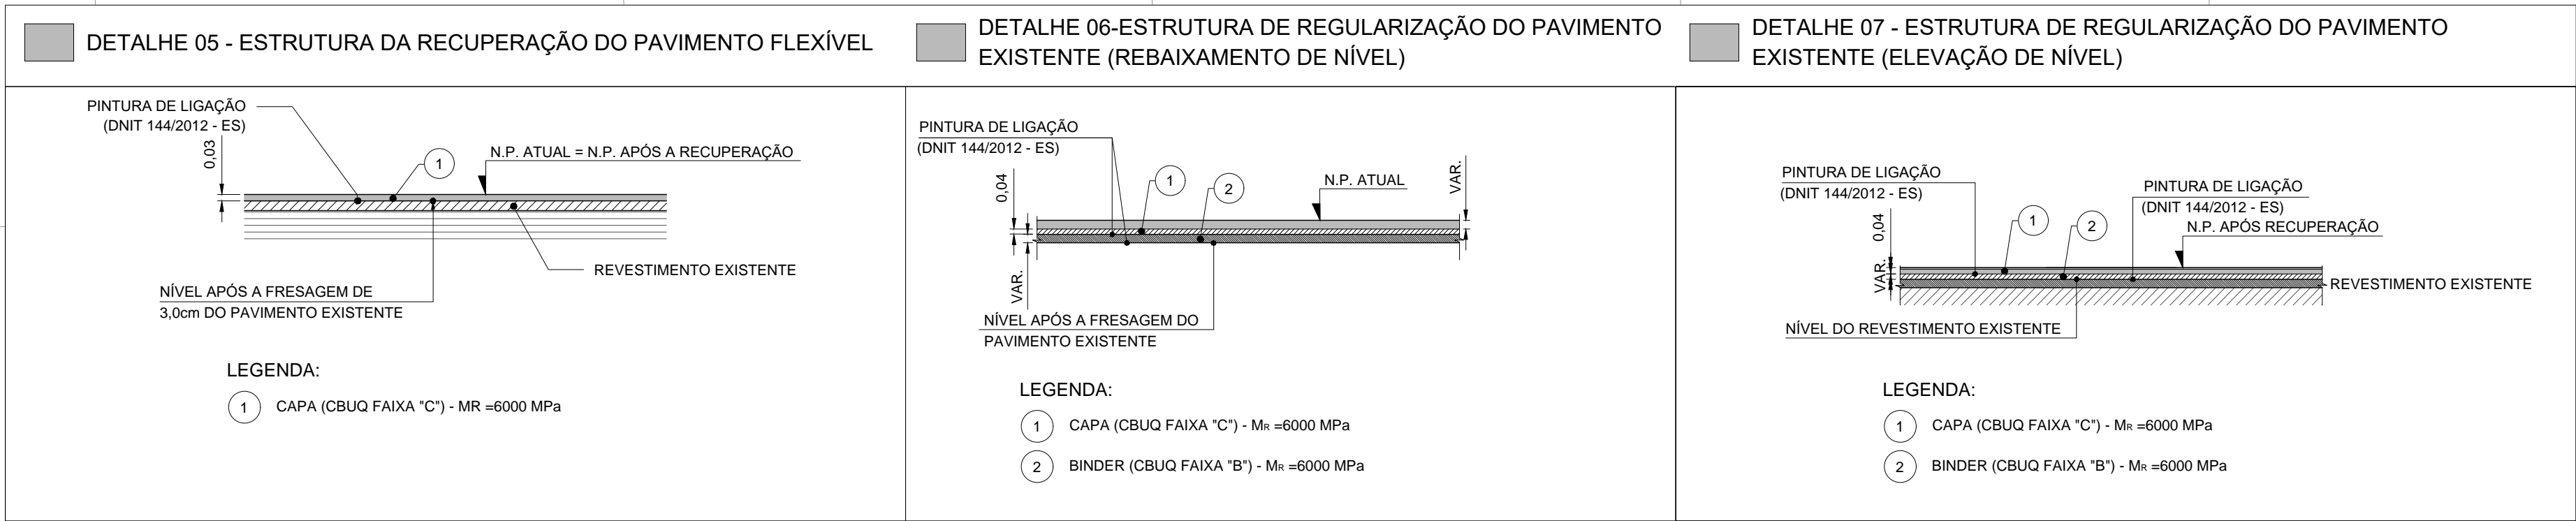 DETALHE 05 - ESTRUTURA DA RECUPERAÇÃO DO PAVIMENTO FLEXÍVEL
PINTURA DE LIGAÇÃO
(DNIT 144/2012 - ES)
0,03
1
N.P. ATUAL = N.P. APÓS A RECUPERAÇÃO
REVESTIMENTO EXISTENTE
NÍVEL APÓS A FRESAGEM DE
3,0cm DO PAVIMENTO EXISTENTE
LEGENDA:
1 CAPA (CBUQ FAIXA "C") - MR =6000 MPa
DETALHE 06-ESTRUTURA DE REGULARIZAÇÃO DO PAVIMENTO
EXISTENTE (REBAIXAMENTO DE NÍVEL)
PINTURA DE LIGAÇÃO
(DNIT 144/2012 - ES)
0,04
1
2
N.P. ATUAL
VAR.
VAR.
NÍVEL APÓS A FRESAGEM DO
PAVIMENTO EXISTENTE
LEGENDA:
1 CAPA (CBUQ FAIXA "C") - MR =6000 MPa
2 BINDER (CBUQ FAIXA "B") - MR =6000 MPa
DETALHE 07 - ESTRUTURA DE REGULARIZAÇÃO DO PAVIMENTO
EXISTENTE (ELEVAÇÃO DE NÍVEL)
PINTURA DE LIGAÇÃO
(DNIT 144/2012 - ES)
0,04
VAR.
1
2
PINTURA DE LIGAÇÃO
(DNIT 144/2012 - ES)
N.P. APÓS RECUPERAÇÃO
REVESTIMENTO EXISTENTE
NÍVEL DO REVESTIMENTO EXISTENTE
LEGENDA:
1 CAPA (CBUQ FAIXA "C") - MR =6000 MPa
2 BINDER (CBUQ FAIXA "B") - MR =6000 MPa